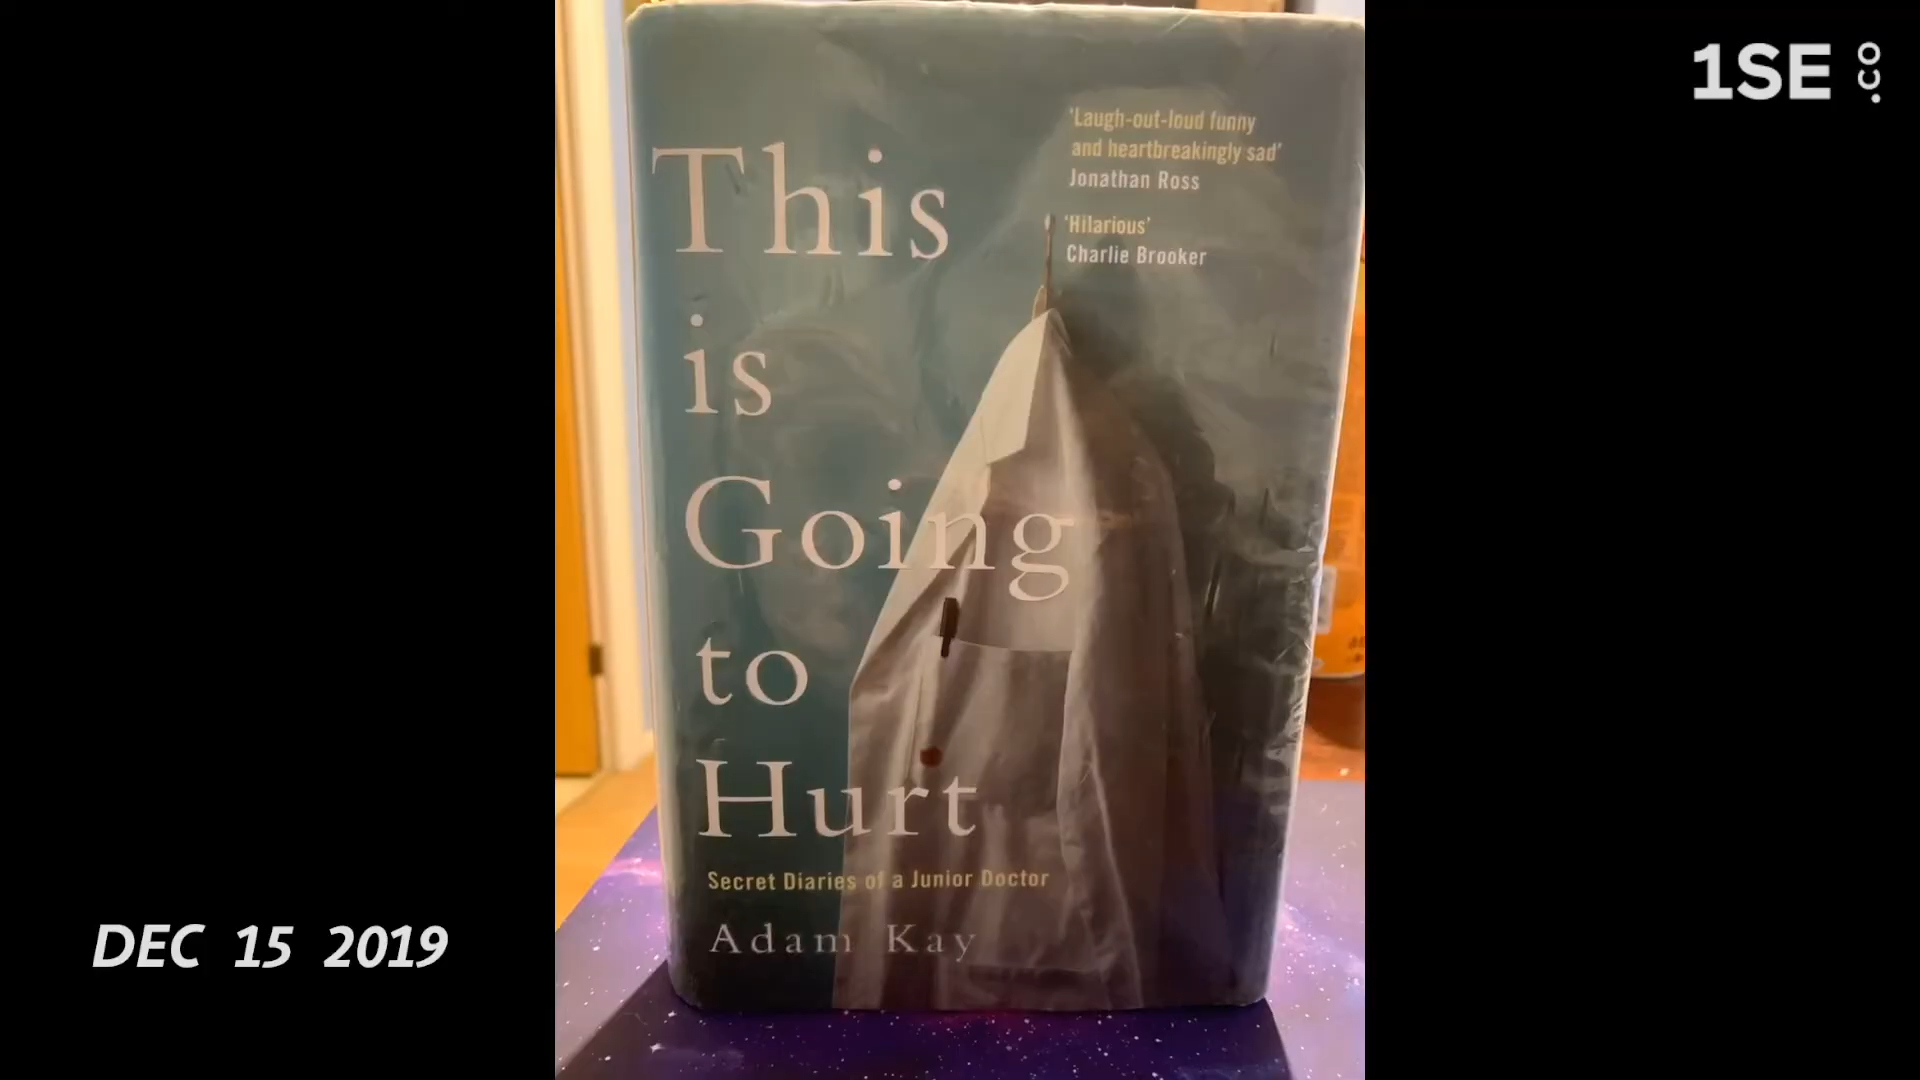 1SE .CO
'Laugh-out-loud funny
and heartbreakingly sad'
Jonathan Ross
'Hilarious'
Charlie Brooker
This
is
Going
to
Hurt
Secret Diaries of a Junior Doctor
Adam Kay
DEC 15 2019